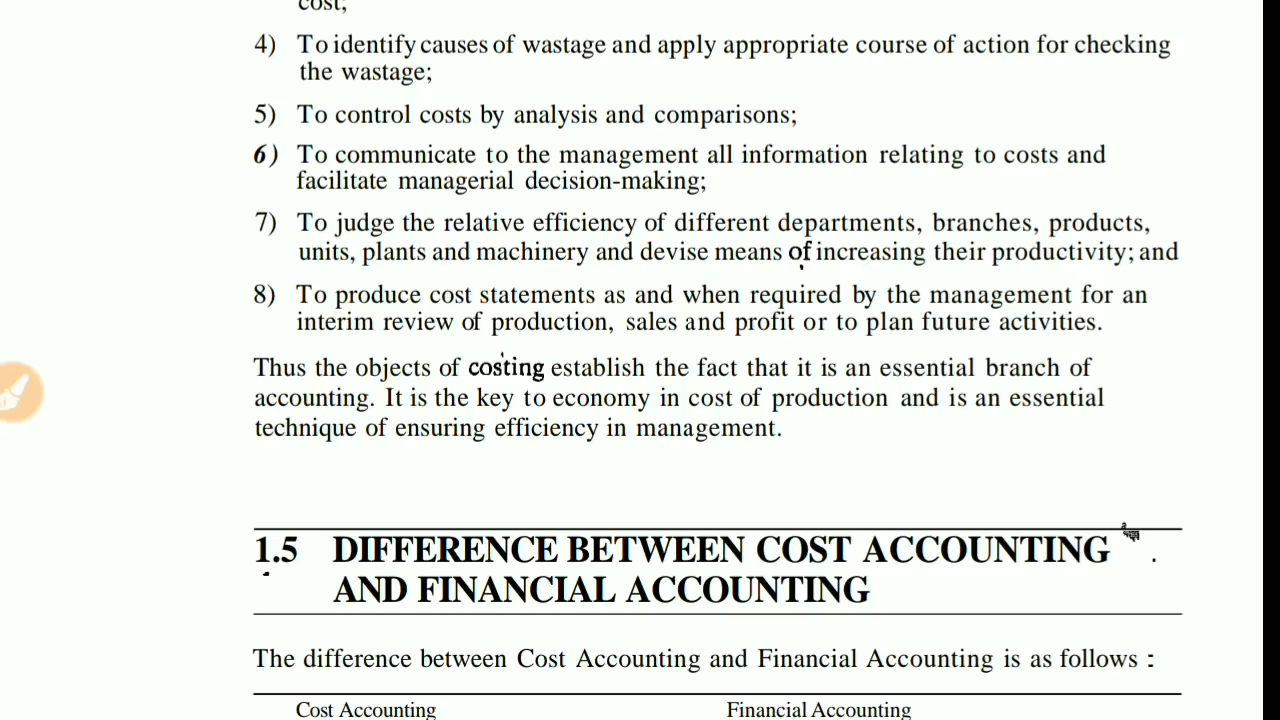 cost;
4) To identify causes of wastage and apply appropriate course of action for checking
the wastage;
5) To control costs by analysis and comparisons;
6) To communicate to the management all information relating to costs and
facilitate managerial decision-making;
7) To judge the relative efficiency of different departments, branches, products,
units, plants and machinery and devise means of increasing their productivity; and
8) To produce cost statements as and when required by the management for an
interim review of production, sales and profit or to plan future activities.
Thus the objects of costing establish the fact that it is an essential branch of
accounting. It is the key to economy in cost of production and is an essential
technique of ensuring efficiency in management.
1.5 DIFFERENCE BETWEEN COST ACCOUNTING
AND FINANCIAL ACCOUNTING
The difference between Cost Accounting and Financial Accounting is as follows :
Cost Accounting Financial Accounting